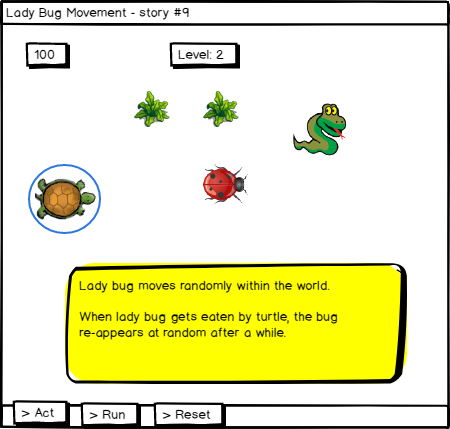 Lady Bug Movement - story #9
100
Level: 2
Lady bug moves randomly within the world.
When lady bug gets eaten by turtle, the bug
re-appears at random after a while.
> Act
> Run
> Reset